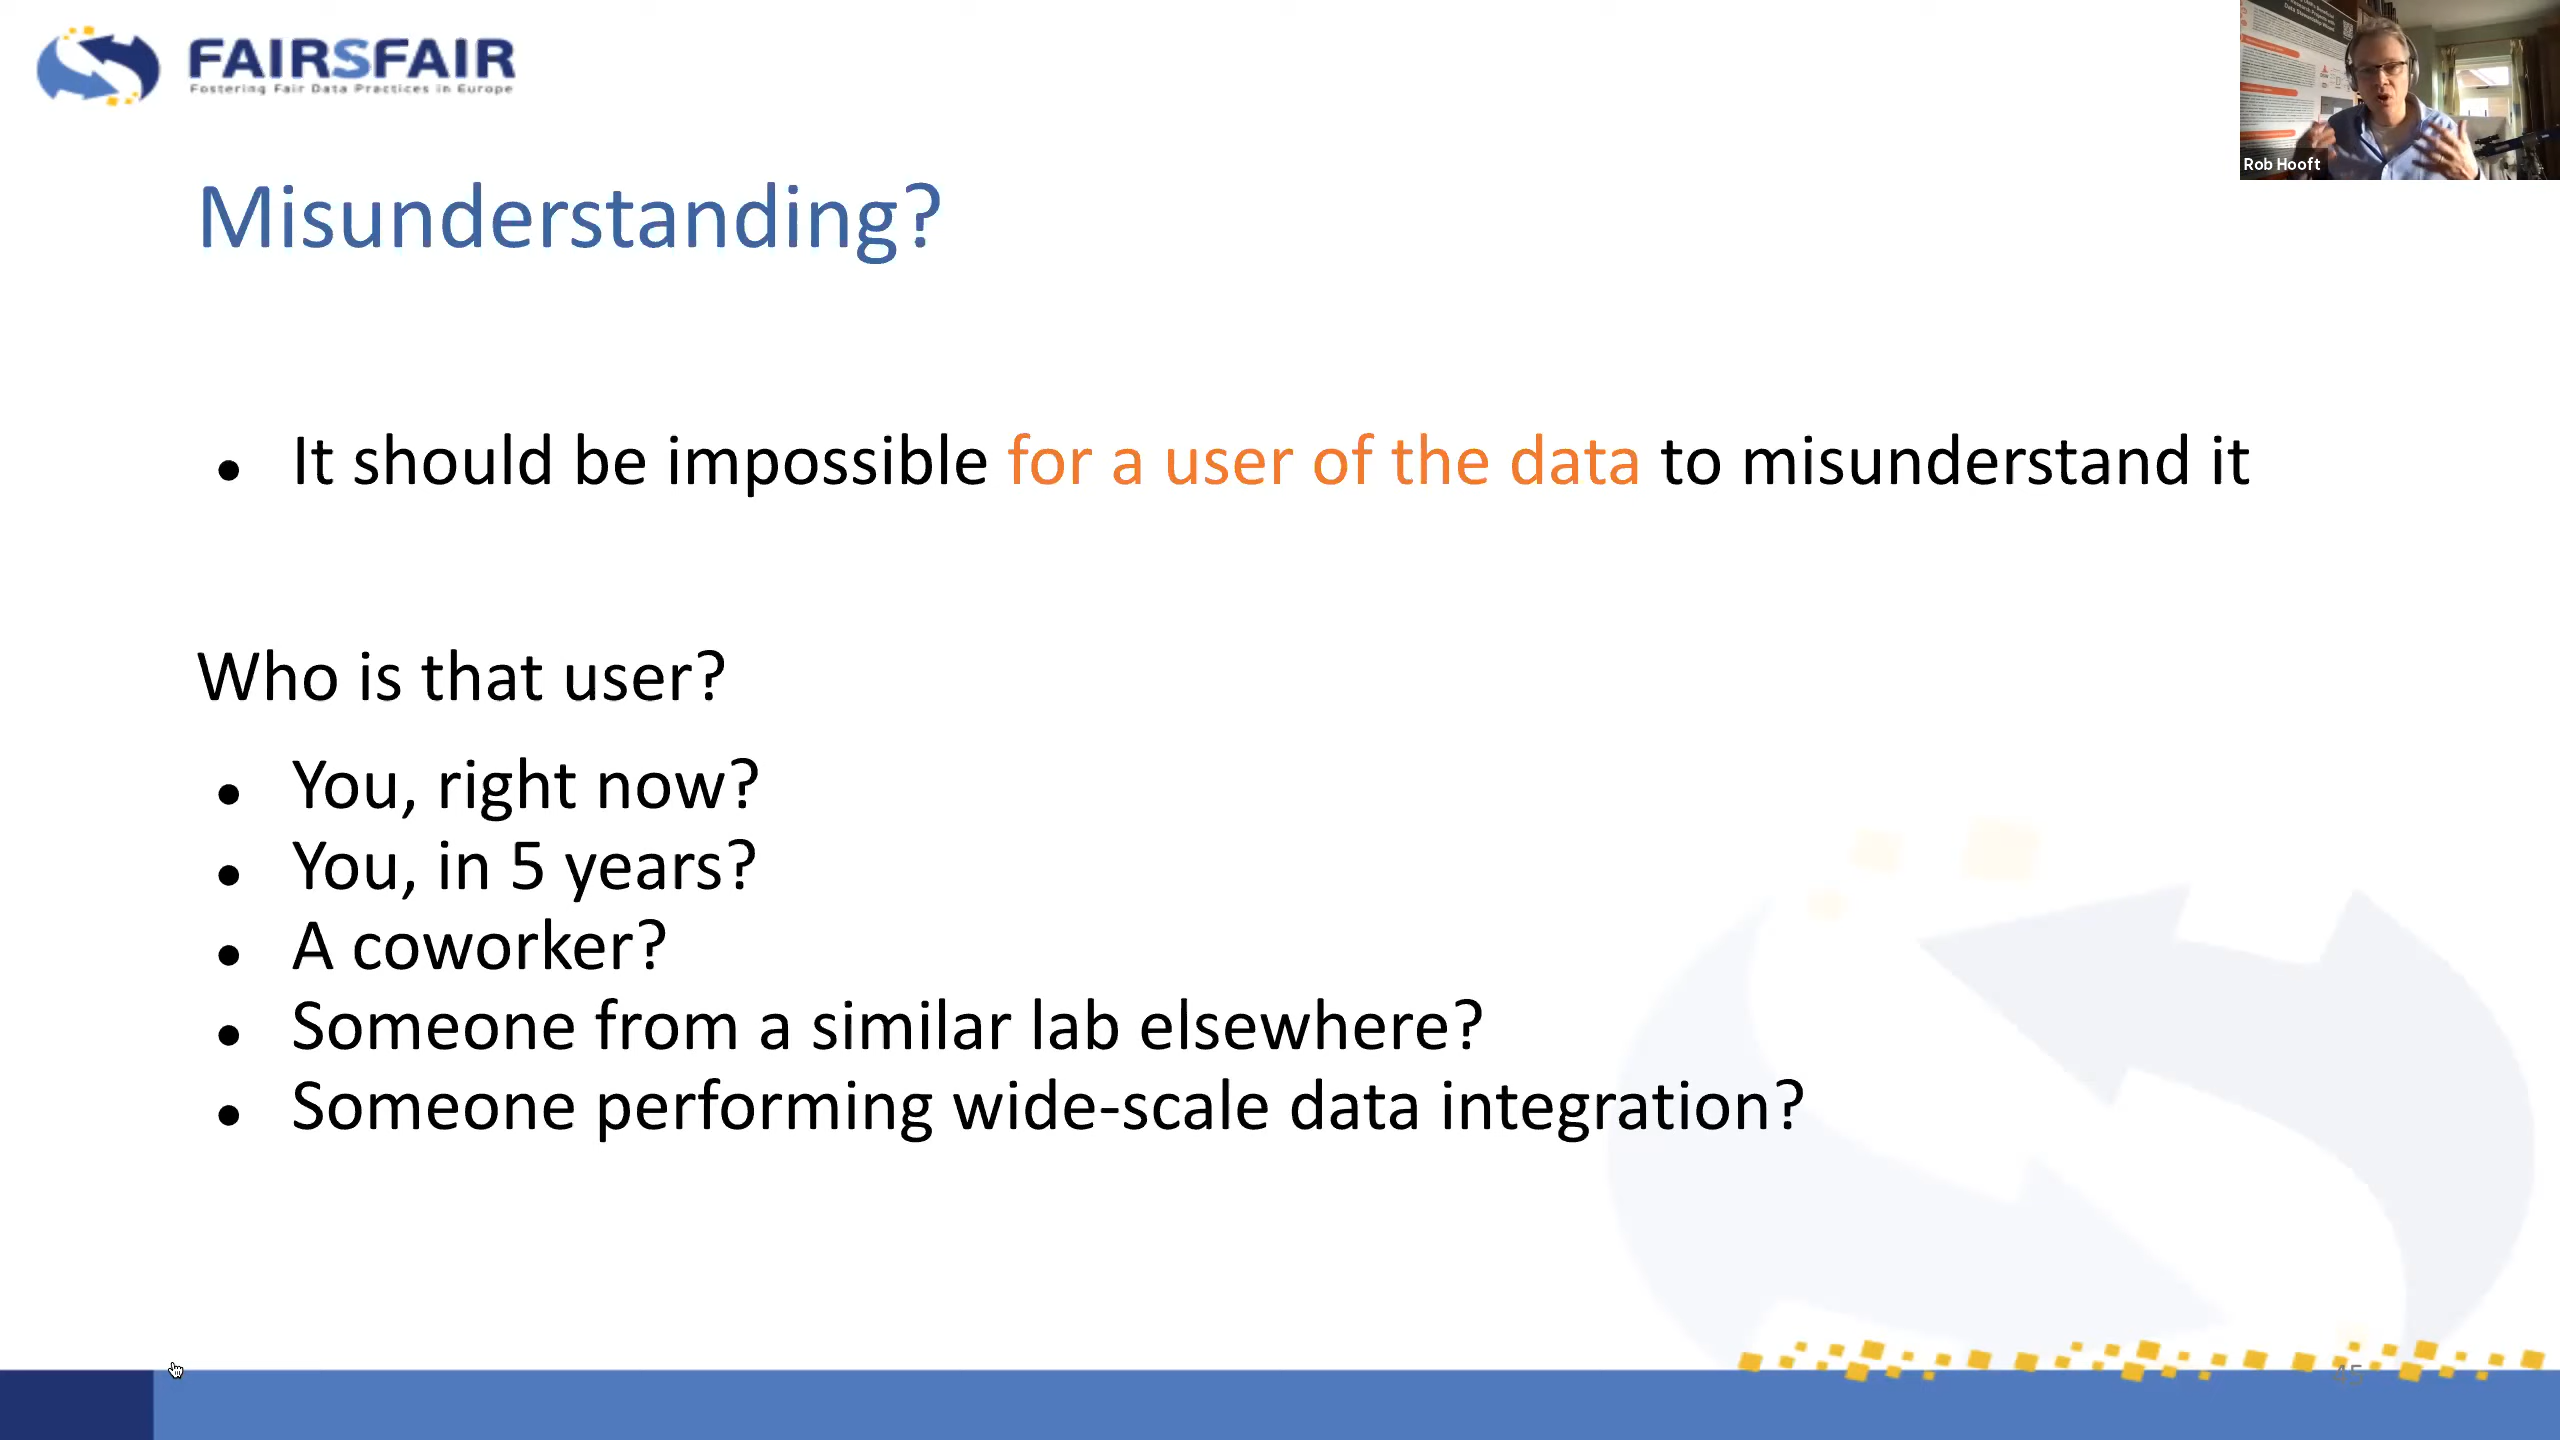 FAIRSFAIR
Fostering Fair Data Practices in Europe
Rob Hooft
Misunderstanding?
It should be impossible for a user of the data to misunderstand it
Who is that user?
You, right now?
You, in 5 years?
A coworker?
Someone from a similar lab elsewhere?
Someone performing wide-scale data integration?
45